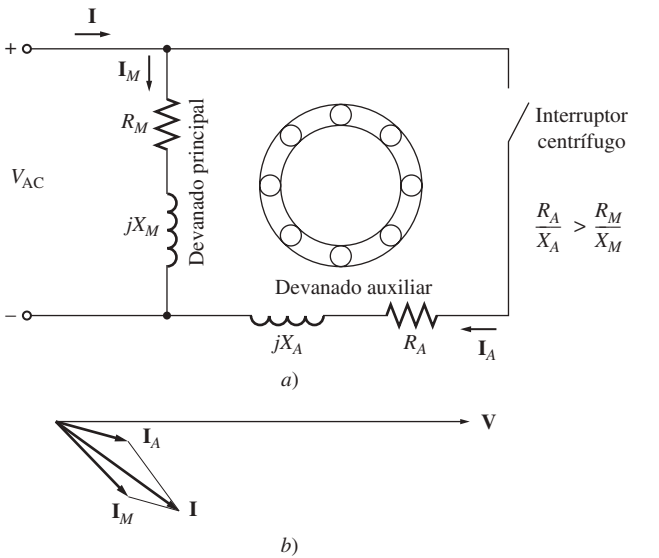 I
+
I_M
R_M
Devanado principal
Interruptor
centrífugo
V_AC
jX_M
R_A/X_A > R_M/X_M
Devanado auxiliar
–
jX_A
R_A
I_A
a)
V
I_A
I_M
I
b)